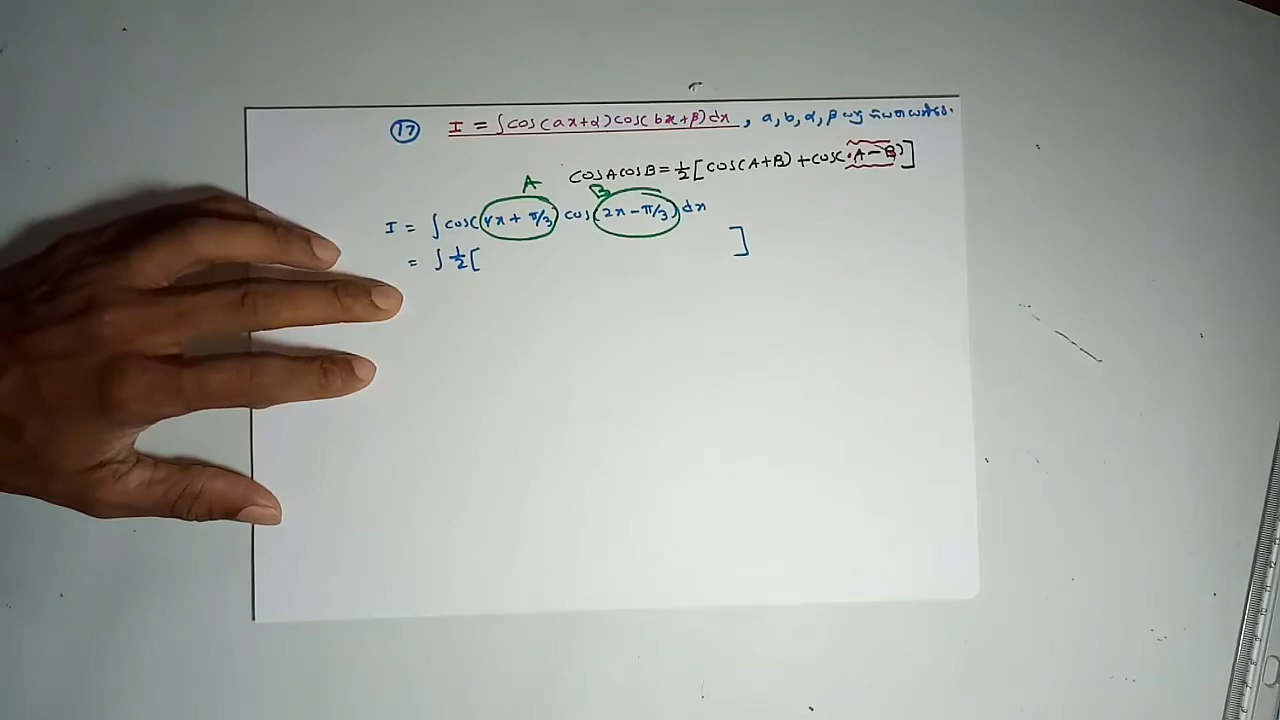 17 I = ∫cos(ax+α)cos(bx+β)dx, a, b, α, β
cosAcosB = 1/2[cos(A+B) + cos(A-B)]
A B
I = ∫cos(4x + π/3) cos(2x - π/3) dx
= ∫ 1/2 [ ]